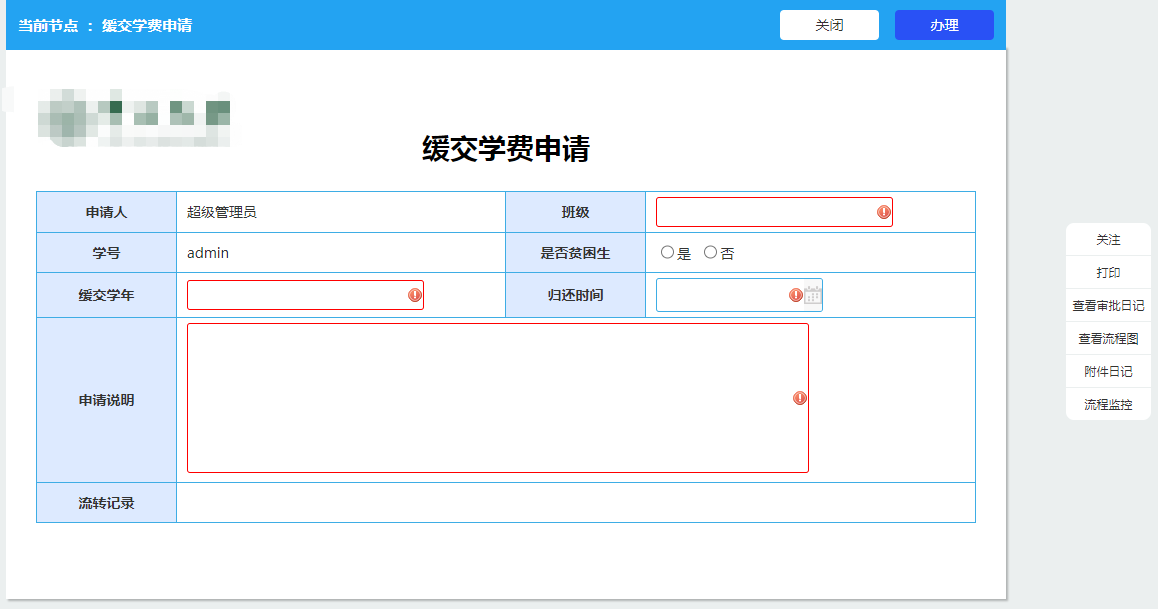 当前节点 ： 缓交学费申请
关闭
办理
缓交学费申请
申请人 超级管理员 班级
学号 admin 是否贫困生 是 否
缓交学年 归还时间
申请说明
流转记录
关注
打印
查看审批日记
查看流程图
附件日记
流程监控